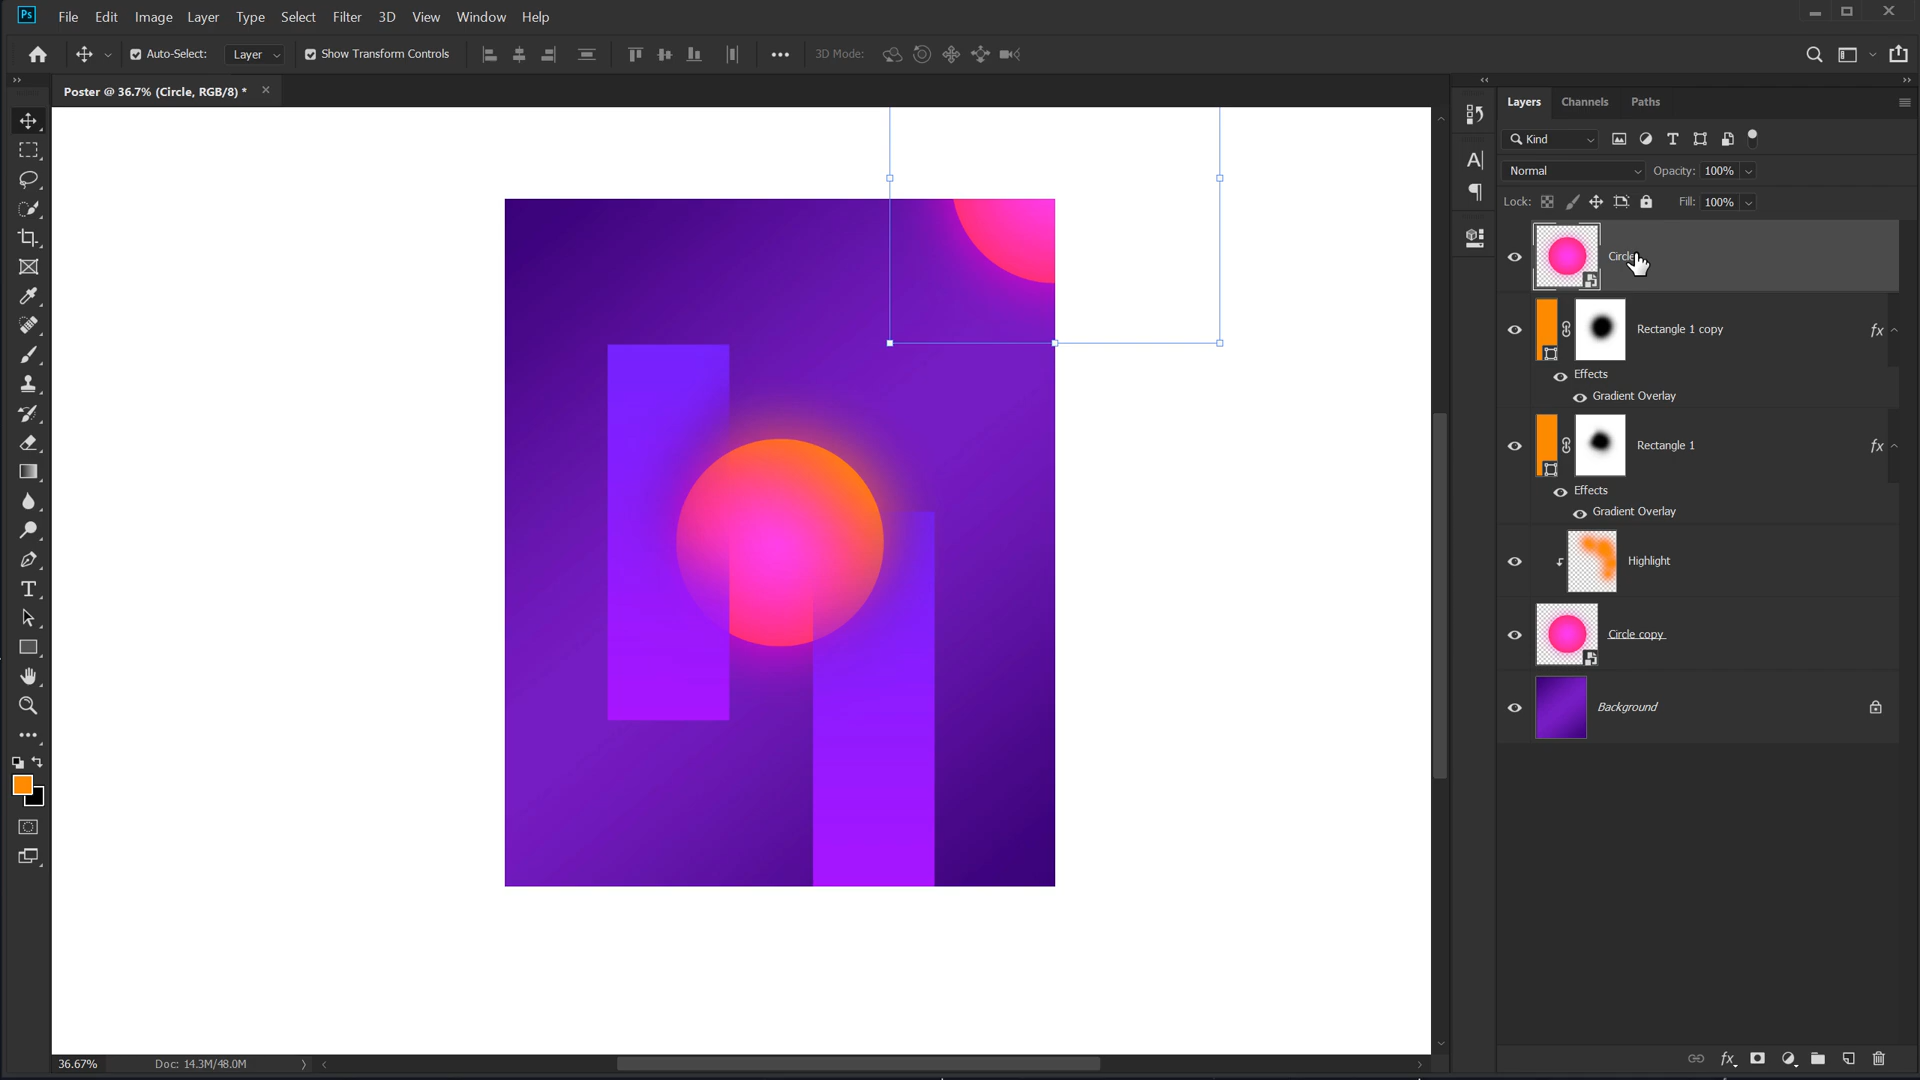 Ps File Edit Image Layer Type Select Filter 3D View Window Help
Auto-Select: Layer Show Transform Controls 3D Mode:
Poster @ 36.7% (Circle, RGB/8) *
Layers Channels Paths
Kind
Normal Opacity: 100%
Lock: Fill: 100%
Circle
Rectangle 1 copy fx
Effects
Gradient Overlay
Rectangle 1 fx
Effects
Gradient Overlay
Highlight
Circle copy
Background
36.67% Doc: 14.3M/48.0M
fx